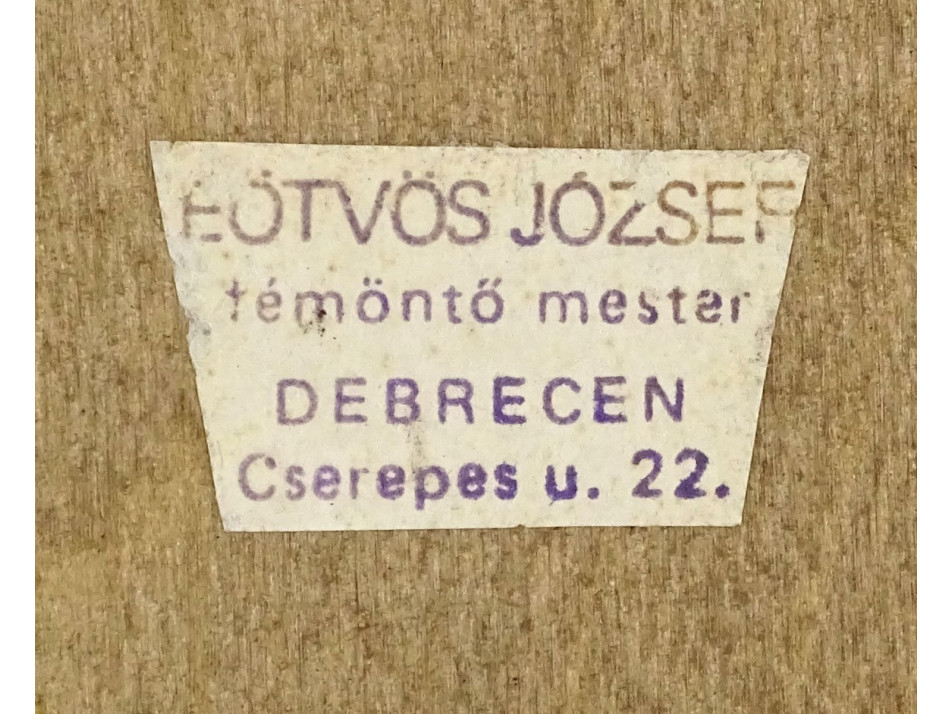 EÖTVÖS JÓZSEF
fémöntő mester
DEBRECEN
Cserepes u. 22.